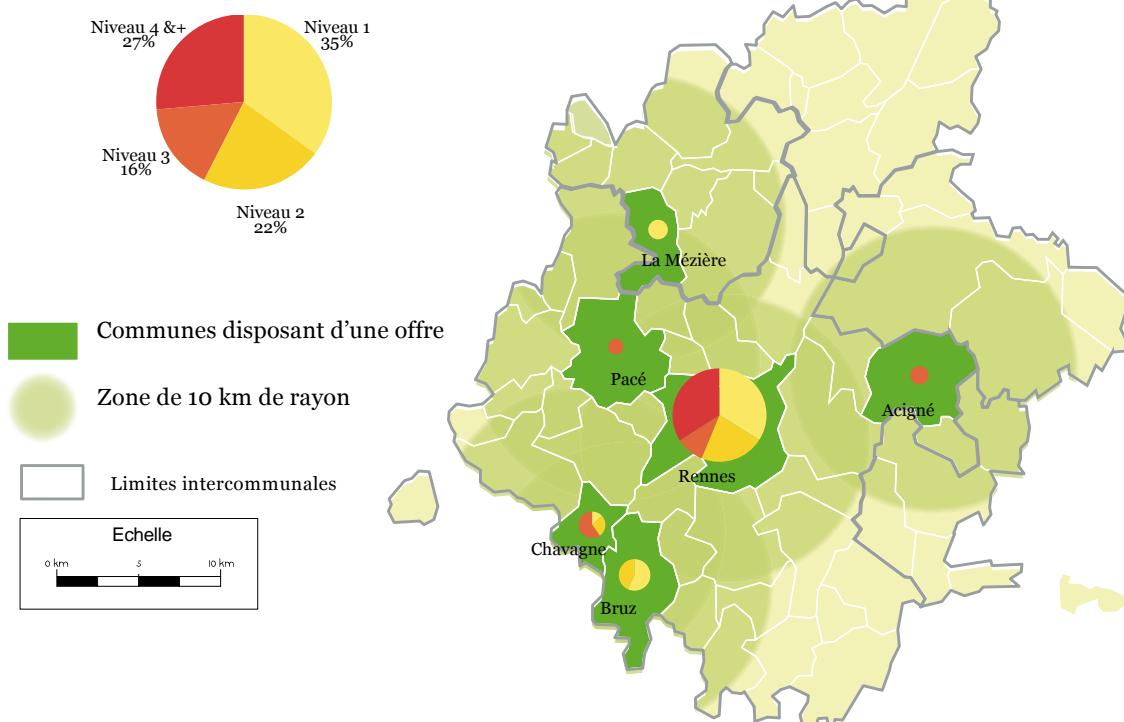 Niveau 4 &+
27%
Niveau 1
35%
Niveau 3
16%
Niveau 2
22%
Communes disposant d'une offre
Zone de 10 km de rayon
Limites intercommunales
Echelle
0 km 5 10 km
La Mézière
Pacé
Acigné
Rennes
Chavagne
Bruz